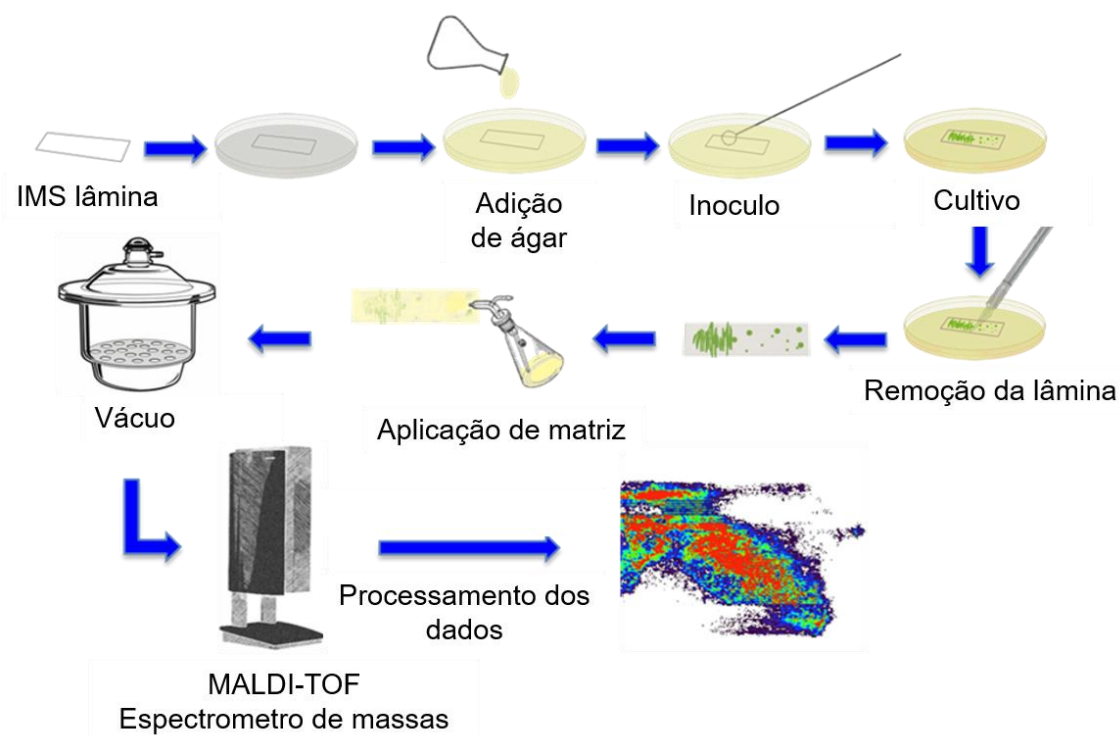 IMS lâmina
Adição
de ágar
Inoculo
Cultivo
Remoção da lâmina
Aplicação de matriz
Vácuo
MALDI-TOF
Espectrometro de massas
Processamento dos
dados